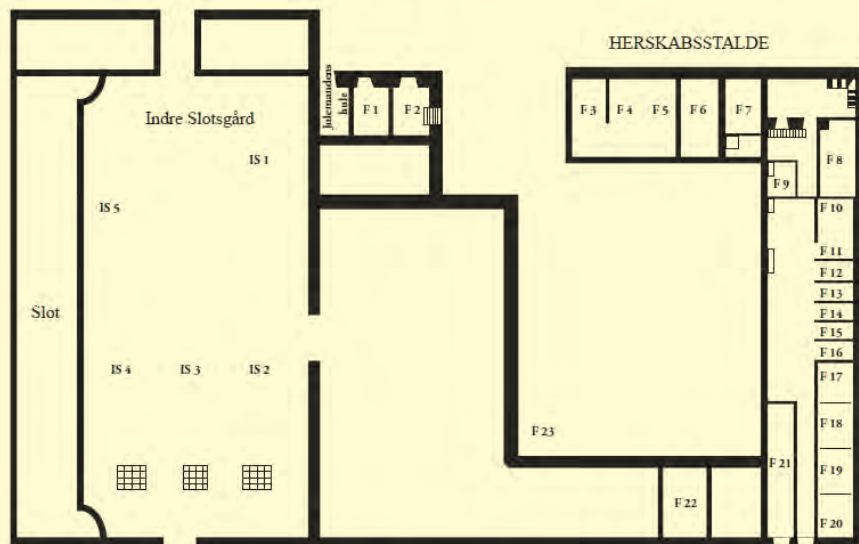 HERSKABSSTALDE
Julemandens
hule
F 1
F 2
F 3
F 4
F 5
F 6
F 7
Indre Slotsgård
IS 1
F 8
F 9
IS 5
F 10
F 11
F 12
F 13
Slot
F 14
F 15
F 16
IS 4
IS 3
IS 2
F 17
F 18
F 23
F 21
F 19
F 22
F 20